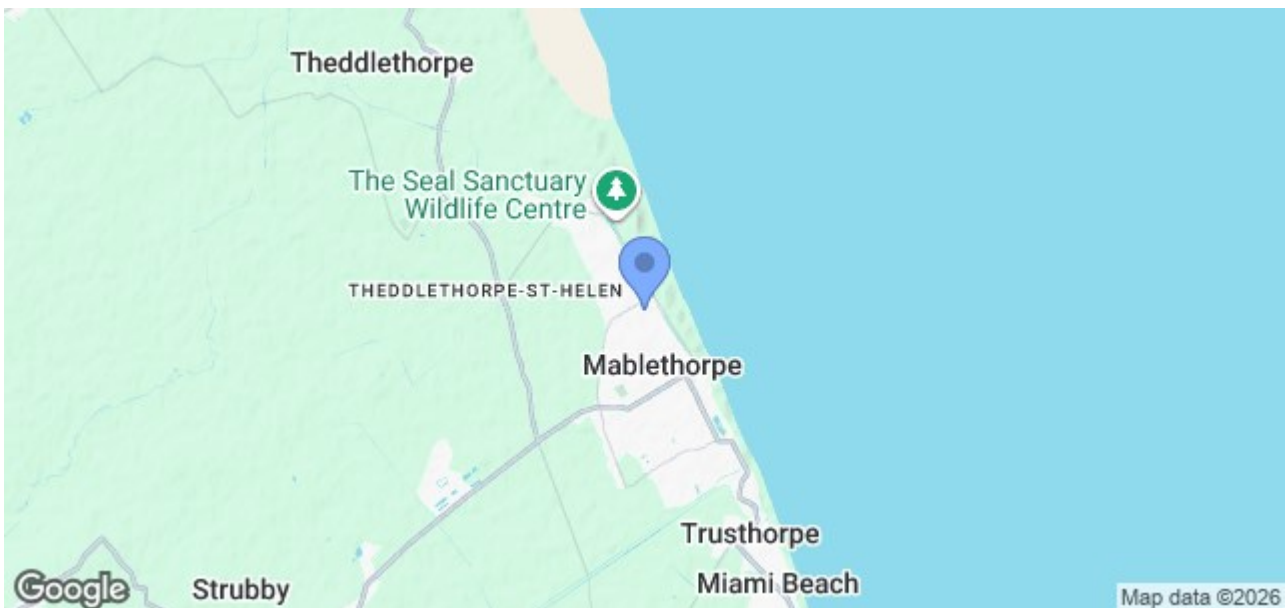 Theddlethorpe
The Seal Sanctuary
Wildlife Centre
THEDDLETHORPE-ST-HELEN
Mablethorpe
Trusthorpe
Miami Beach
Strubby
Google
Map data ©2026